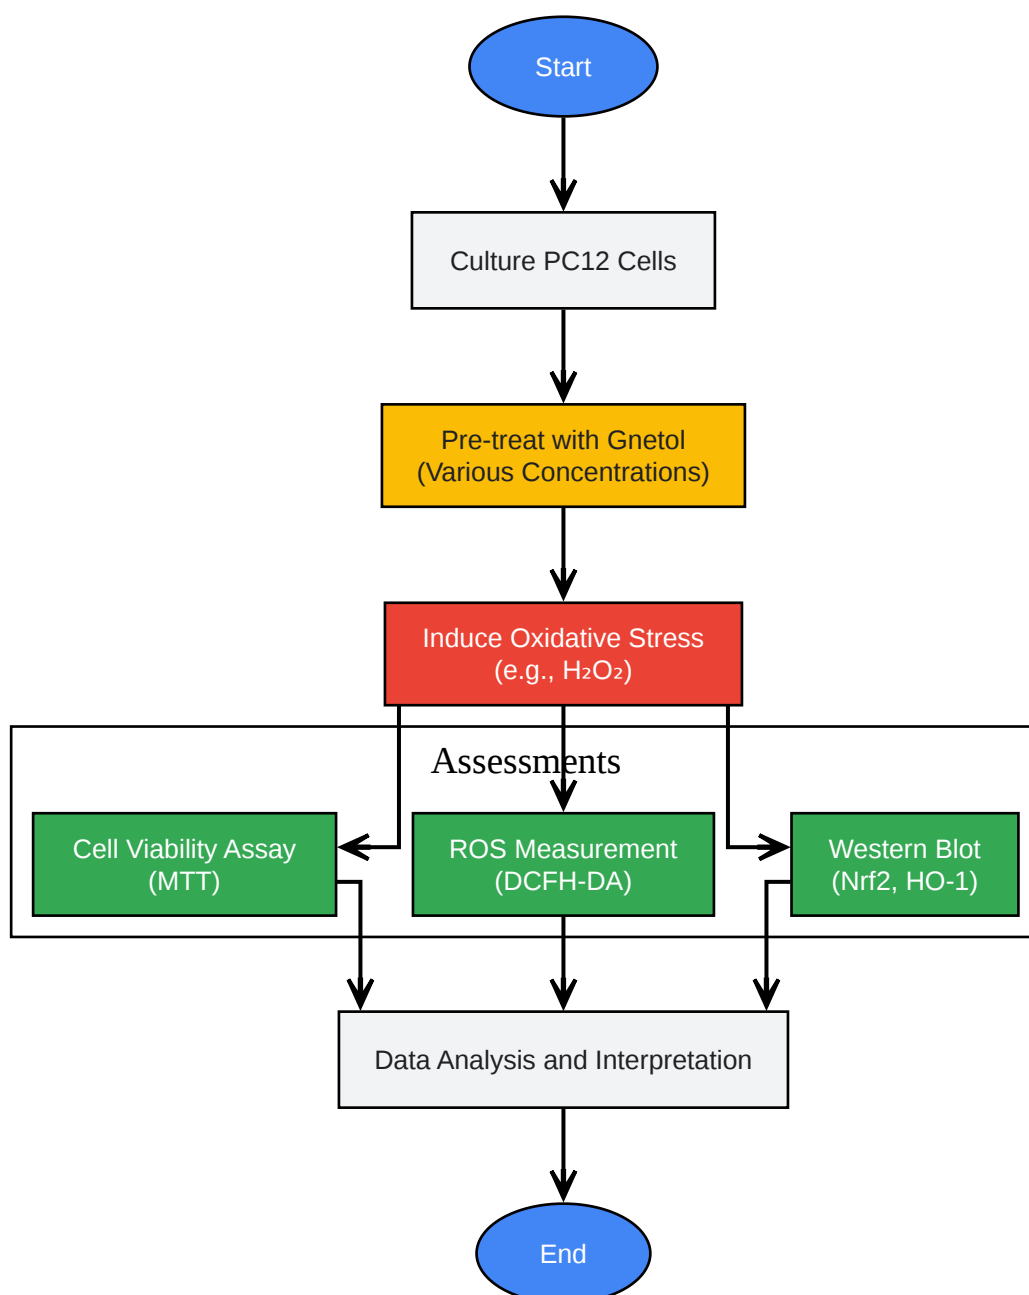 Start
Culture PC12 Cells
Pre-treat with Gnetol
(Various Concentrations)
Induce Oxidative Stress
(e.g., H₂O₂)
Assessments
Cell Viability Assay
(MTT)
ROS Measurement
(DCFH-DA)
Western Blot
(Nrf2, HO-1)
Data Analysis and Interpretation
End